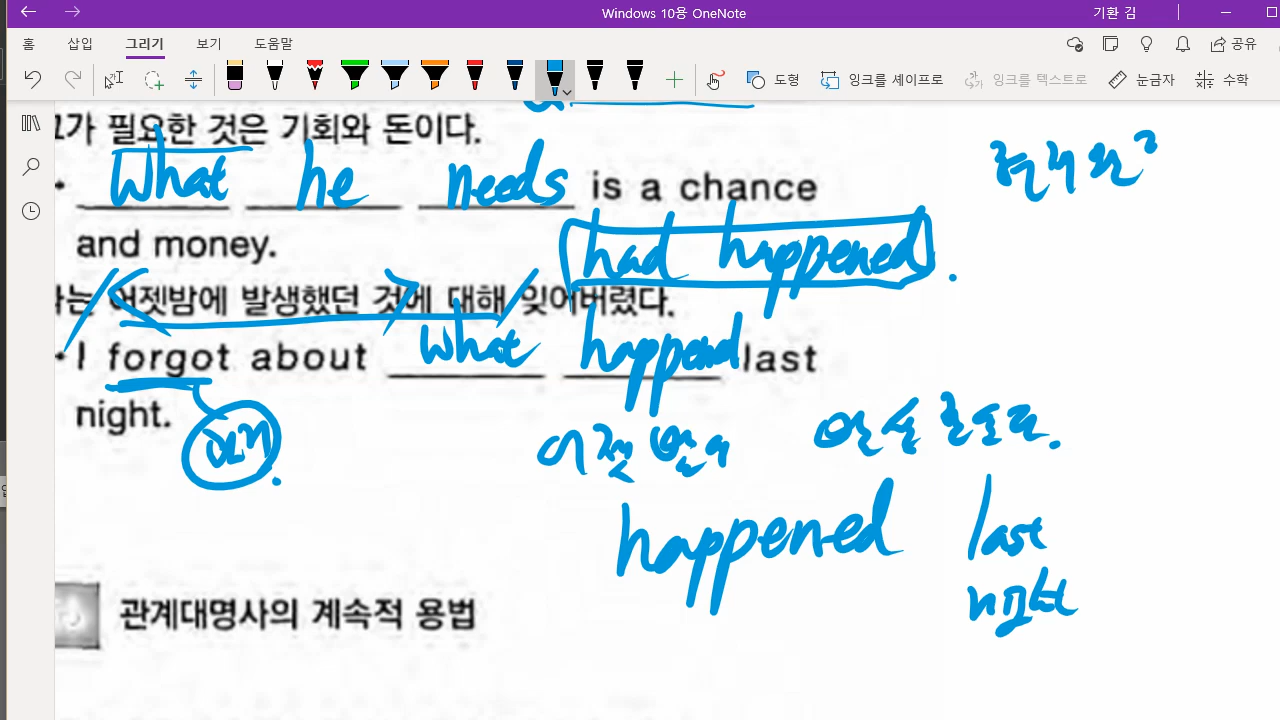 Windows 10용 OneNote
기환 김
홈 삽입 그리기 보기 도움말
공유
도형 잉크를 셰이프로 잉크를 텍스트로 눈금자 수학
가 필요한 것은 기회와 돈이다.
What he needs is a chance
and money.
had happened.
는 어젯밤에 발생했던 것에 대해 잊어버렸다.
• I forgot about what happend last
night.
어젯밤에
happened last
night
관계대명사의 계속적 용법